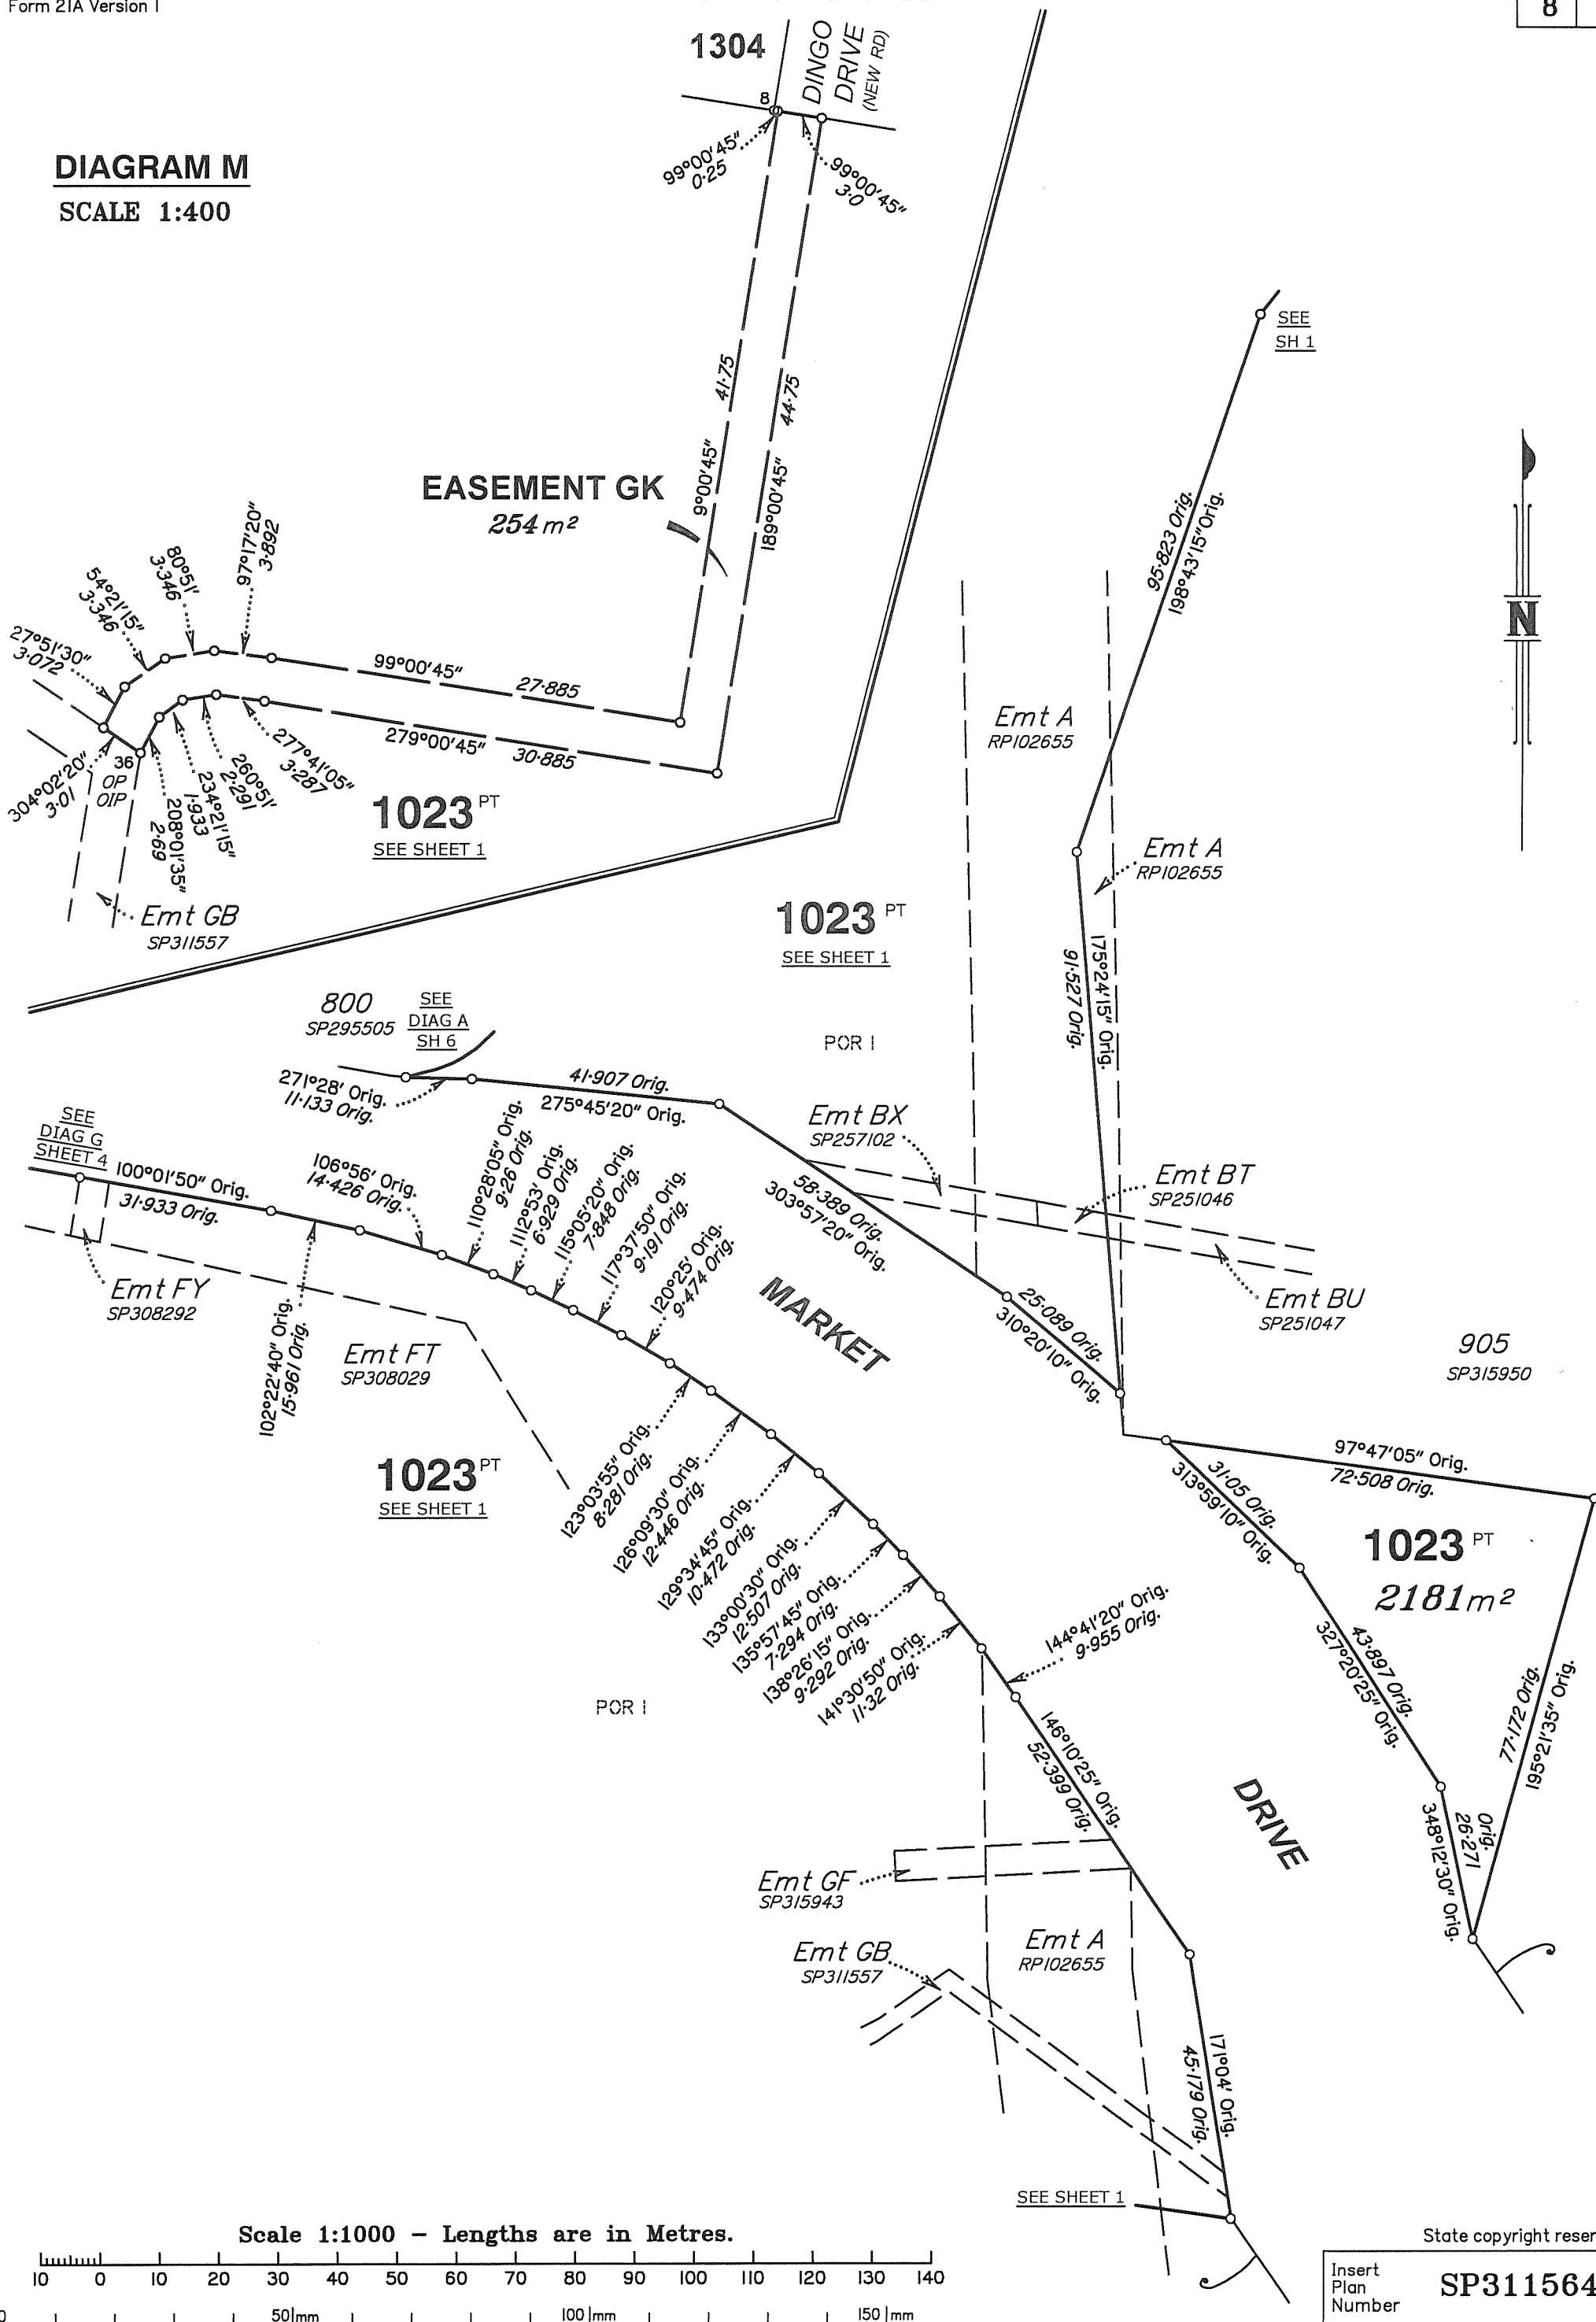 Form 21A Version 1
8
1304
DINGO
DRIVE
(NEW RD)
8
DIAGRAM M
SCALE 1:400
99°00'45"
0·25
99°00'45"
3·0
SEE
SH 1
41·75
9°00'45"
44·75
189°00'45"
EASEMENT GK
254 m²
95·823 Orig.
198°43'15" Orig.
N
27°51'30"
3·072
54°21'15"
3·346
80°51'
3·346
97°17'20"
3·892
99°00'45"
27·885
279°00'45"
30·885
304°02'20"
3·01
36
OP
OIP
208°01'35"
2·69
234°21'15"
1·933
260°51'
2·291
277°41'05"
3·287
1023 PT
SEE SHEET 1
Emt GB
SP311557
Emt A
RP102655
Emt A
RP102655
1023 PT
SEE SHEET 1
175°24'15" Orig.
91·527 Orig.
800
SP295505
SEE
DIAG A
SH 6
POR 1
271°28' Orig.
11·133 Orig.
41·907 Orig.
275°45'20" Orig.
Emt BX
SP257102
Emt BT
SP251046
Emt BU
SP251047
58·389 Orig.
303°57'20" Orig.
25·089 Orig.
310°20'10" Orig.
SEE
DIAG G
SHEET 4
100°01'50" Orig.
31·933 Orig.
102°22'40" Orig.
15·961 Orig.
106°56' Orig.
14·426 Orig.
110°28'05" Orig.
9·26 Orig.
112°53' Orig.
6·929 Orig.
115°05'20" Orig.
7·848 Orig.
117°37'50" Orig.
9·191 Orig.
120°25' Orig.
9·474 Orig.
Emt FY
SP308292
Emt FT
SP308029
MARKET
905
SP315950
1023 PT
SEE SHEET 1
123°03'55" Orig.
8·281 Orig.
126°09'30" Orig.
12·446 Orig.
129°34'45" Orig.
10·472 Orig.
133°00'30" Orig.
12·507 Orig.
135°57'45" Orig.
7·294 Orig.
138°26'15" Orig.
9·292 Orig.
141°30'50" Orig.
11·32 Orig.
144°41'20" Orig.
9·955 Orig.
97°47'05" Orig.
72·508 Orig.
31·05 Orig.
313°59'10" Orig.
1023 PT
2181 m²
43·897 Orig.
327°20'25" Orig.
77·172 Orig.
195°21'35" Orig.
Orig.
26·271
348°12'30" Orig.
POR 1
146°10'25" Orig.
52·399 Orig.
DRIVE
Emt GF
SP315943
Emt GB
SP311557
Emt A
RP102655
171°04' Orig.
45·179 Orig.
SEE SHEET 1
Scale 1:1000 – Lengths are in Metres.
10 0 10 20 30 40 50 60 70 80 90 100 110 120 130 140
50 mm 100 mm 150 mm
State copyright reser
Insert
Plan
Number
SP311564